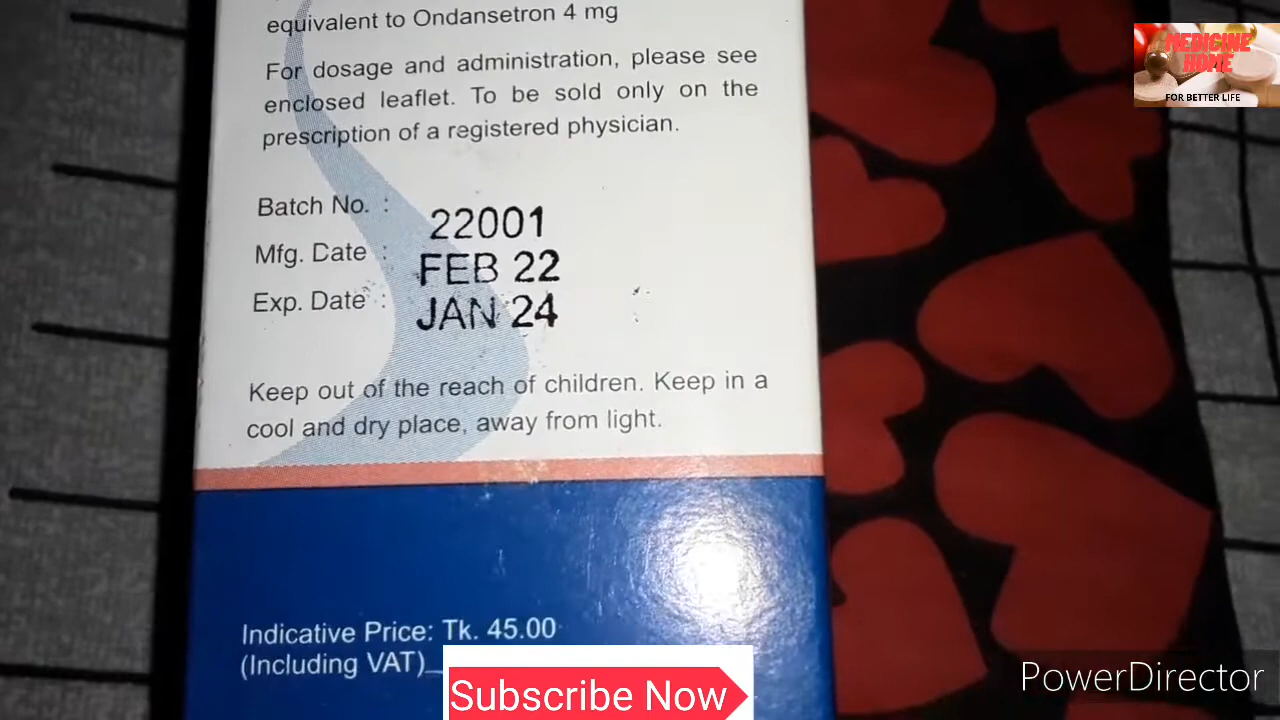 equivalent to Ondansetron 4 mg
For dosage and administration, please see
enclosed leaflet. To be sold only on the
prescription of a registered physician.
Batch No. : 22001
Mfg. Date : FEB 22
Exp. Date : JAN 24
Keep out of the reach of children. Keep in a
cool and dry place, away from light.
Indicative Price: Tk. 45.00
(Including VAT)
MEDICINE
HOME
FOR BETTER LIFE
Subscribe Now
PowerDirector